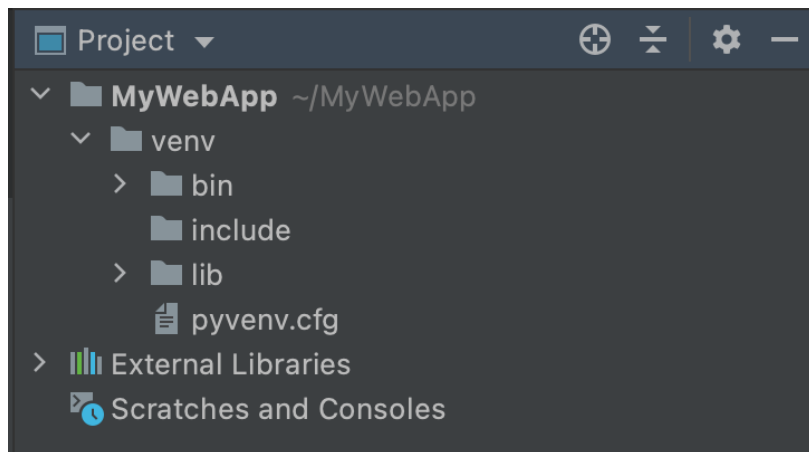 Project
MyWebApp ~/MyWebApp
venv
bin
include
lib
pyvenv.cfg
External Libraries
Scratches and Consoles